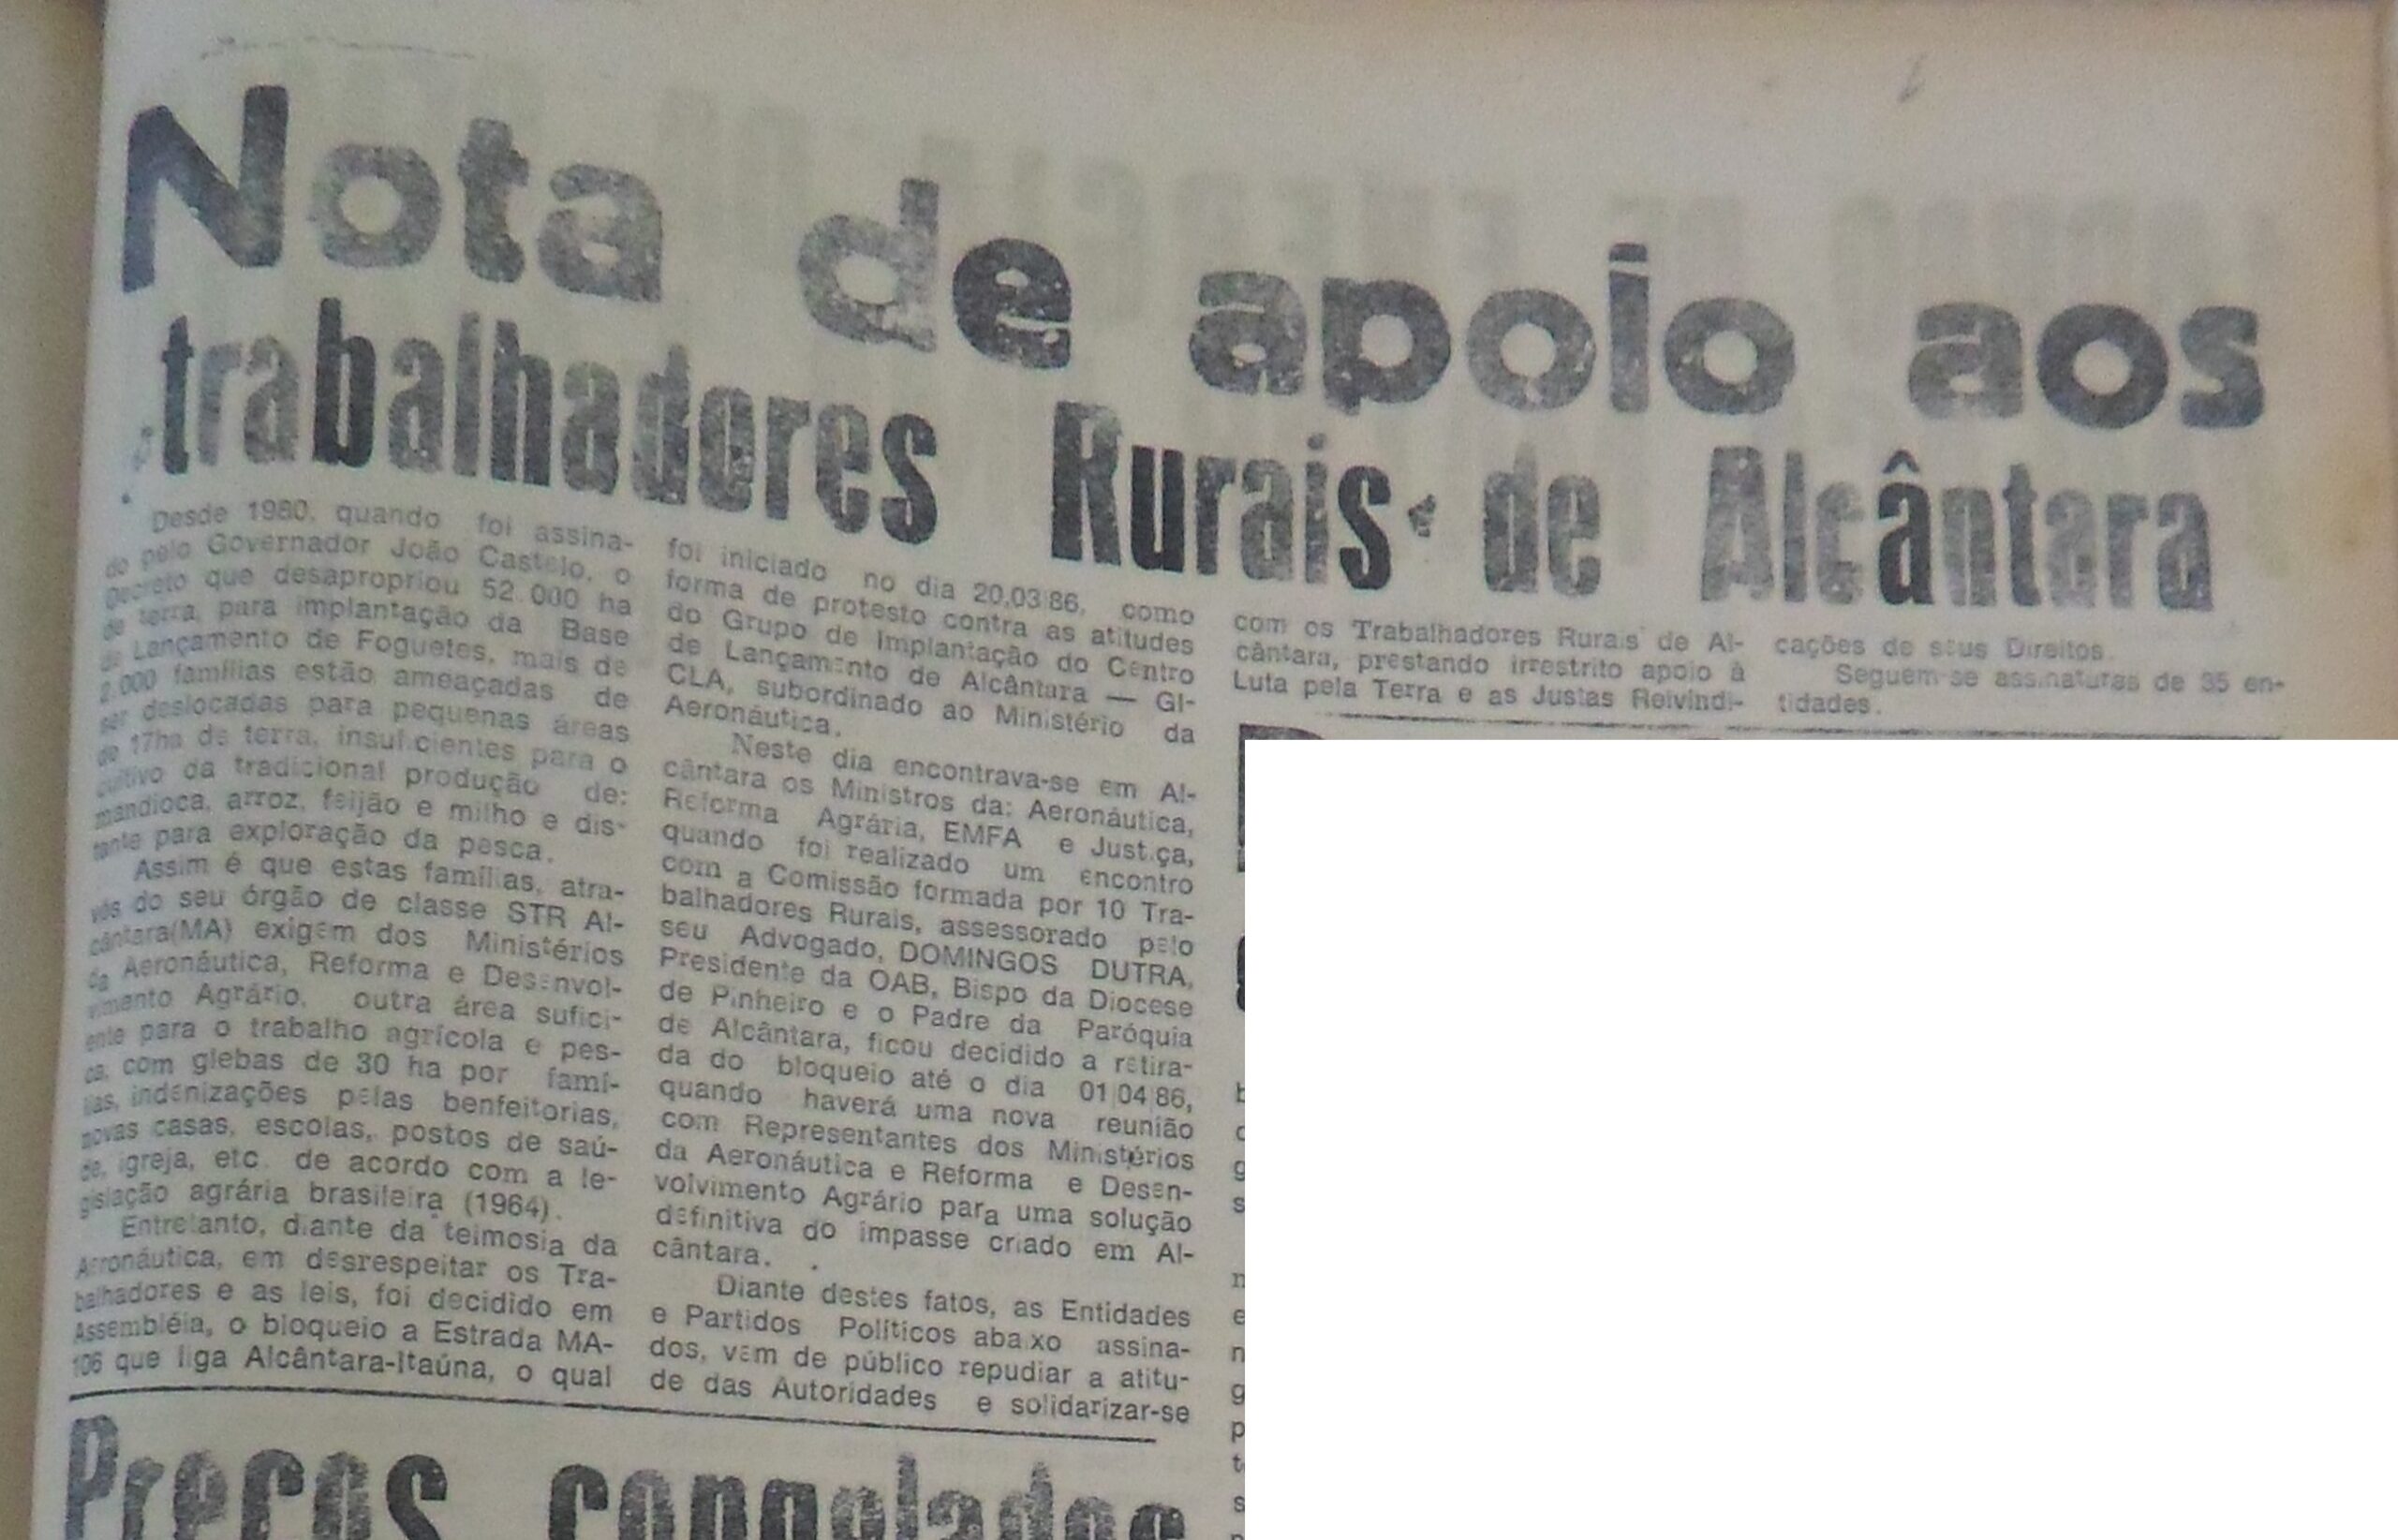 Nota de apoio aos
trabalhadores Rurais de Alcântara
Desde 1980, quando foi assina-
do pelo Governador João Castelo, o
Decreto que desapropriou 52.000 ha
de terra, para implantação da Base
de Lançamento de Foguetes, mais de
2.000 famílias estão ameaçadas de
ser deslocadas para pequenas áreas
de 17ha de terra, insuficientes para o
cultivo da tradicional produção de:
mandioca, arroz, feijão e milho e dis-
tante para exploração da pesca.
Assim é que estas famílias, atra-
vés do seu órgão de classe STR Al-
cântara(MA) exigem dos Ministérios
da Aeronáutica, Reforma e Desenvol-
vimento Agrário, outra área sufici-
ente para o trabalho agrícola e pes-
ca, com glebas de 30 ha por famí-
lias, indenizações pelas benfeitorias,
novas casas, escolas, postos de saú-
de, igreja, etc. de acordo com a le-
gislação agrária brasileira (1964).
Entretanto, diante da teimosia da
Aeronáutica, em desrespeitar os Tra-
balhadores e as leis, foi decidido em
Assembléia, o bloqueio a Estrada MA-
106 que liga Alcântara-Itaúna, o qual
foi iniciado no dia 20.03.86, como
forma de protesto contra as atitudes
do Grupo de Implantação do Centro
de Lançamento de Alcântara — GI-
CLA, subordinado ao Ministério da
Aeronáutica.
Neste dia encontrava-se em Al-
cântara os Ministros da: Aeronáutica,
Reforma Agrária, EMFA e Justiça,
quando foi realizado um encontro
com a Comissão formada por 10 Tra-
balhadores Rurais, assessorado pelo
seu Advogado, DOMINGOS DUTRA,
Presidente da OAB, Bispo da Diocese
de Pinheiro e o Padre da Paróquia
de Alcântara, ficou decidido a retira-
da do bloqueio até o dia 01|04|86,
quando haverá uma nova reunião
com Representantes dos Ministérios
da Aeronáutica e Reforma e Desen-
volvimento Agrário para uma solução
definitiva do impasse criado em Al-
cântara.
Diante destes fatos, as Entidades
e Partidos Políticos abaixo assina-
dos, vem de público repudiar a atitu-
de das Autoridades e solidarizar-se
com os Trabalhadores Rurais de Al-
cântara, prestando irrestrito apoio à
Luta pela Terra e as Justas Reivindi-
cações de seus Direitos.
Seguem-se assinaturas de 35 en-
tidades.
Preços congelados